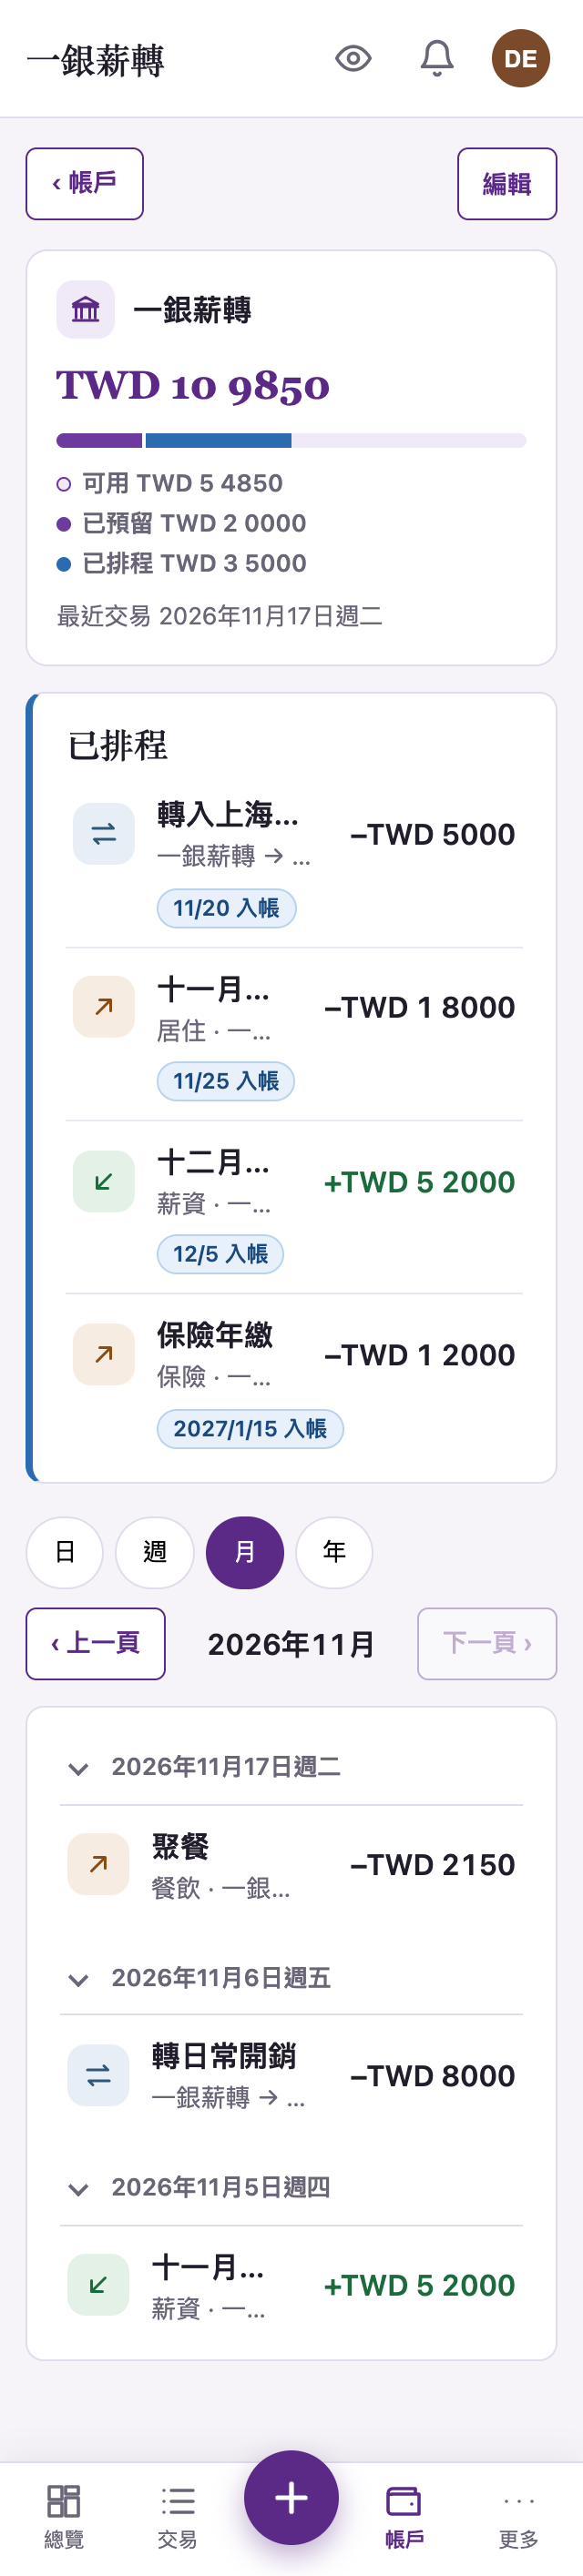 一銀薪轉
DE
‹ 帳戶
編輯
一銀薪轉
TWD 10 9850
可用 TWD 5 4850
已預留 TWD 2 0000
已排程 TWD 3 5000
最近交易 2026年11月17日週二
已排程
轉入上海... –TWD 5000
一銀薪轉 → ...
11/20 入帳
十一月... –TWD 1 8000
居住 · 一...
11/25 入帳
十二月... +TWD 5 2000
薪資 · 一...
12/5 入帳
保險年繳 –TWD 1 2000
保險 · 一...
2027/1/15 入帳
日 週 月 年
‹ 上一頁 2026年11月 下一頁 ›
2026年11月17日週二
聚餐 –TWD 2150
餐飲 · 一銀...
2026年11月6日週五
轉日常開銷 –TWD 8000
一銀薪轉 → ...
2026年11月5日週四
十一月... +TWD 5 2000
薪資 · 一...
總覽 交易 帳戶 更多